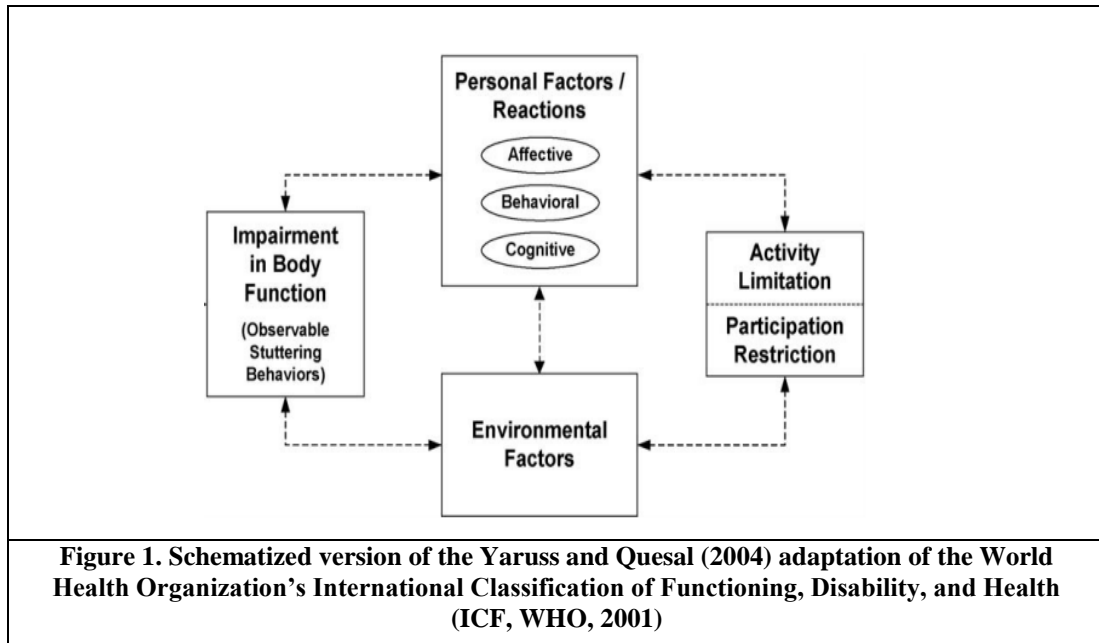 Personal Factors /
Reactions
Affective
Behavioral
Cognitive
Impairment
in Body
Function
(Observable
Stuttering
Behaviors)
Activity
Limitation
Participation
Restriction
Environmental
Factors
Figure 1. Schematized version of the Yaruss and Quesal (2004) adaptation of the World
Health Organization’s International Classification of Functioning, Disability, and Health
(ICF, WHO, 2001)